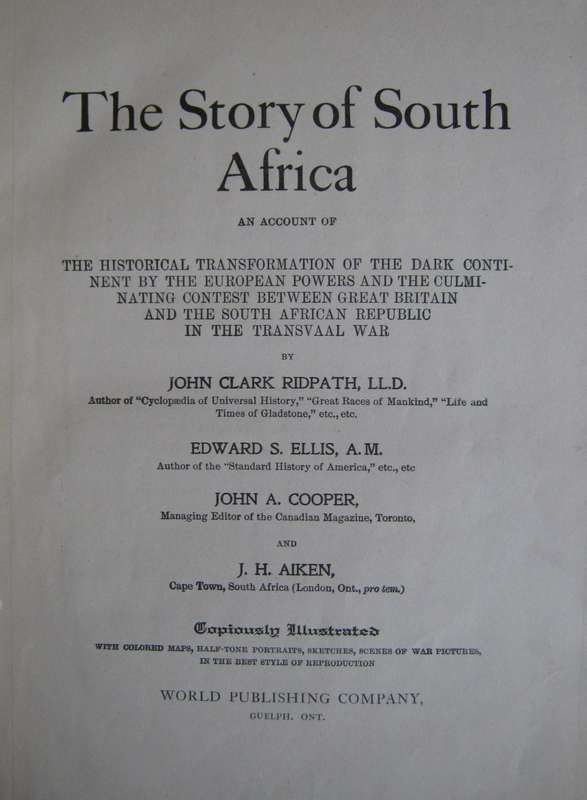 The Story of South
Africa
AN ACCOUNT OF
THE HISTORICAL TRANSFORMATION OF THE DARK CONTI-
NENT BY THE EUROPEAN POWERS AND THE CULMI-
NATING CONTEST BETWEEN GREAT BRITAIN
AND THE SOUTH AFRICAN REPUBLIC
IN THE TRANSVAAL WAR
BY
JOHN CLARK RIDPATH, LL.D.
Author of "Cyclopædia of Universal History," "Great Races of Mankind," "Life and
Times of Gladstone," etc., etc.
EDWARD S. ELLIS, A.M.
Author of the "Standard History of America," etc., etc
JOHN A. COOPER,
Managing Editor of the Canadian Magazine, Toronto,
AND
J. H. AIKEN,
Cape Town, South Africa (London, Ont., pro tem.)
Copiously Illustrated
WITH COLORED MAPS, HALF-TONE PORTRAITS, SKETCHES, SCENES OF WAR PICTURES,
IN THE BEST STYLE OF REPRODUCTION
WORLD PUBLISHING COMPANY,
GUELPH. ONT.